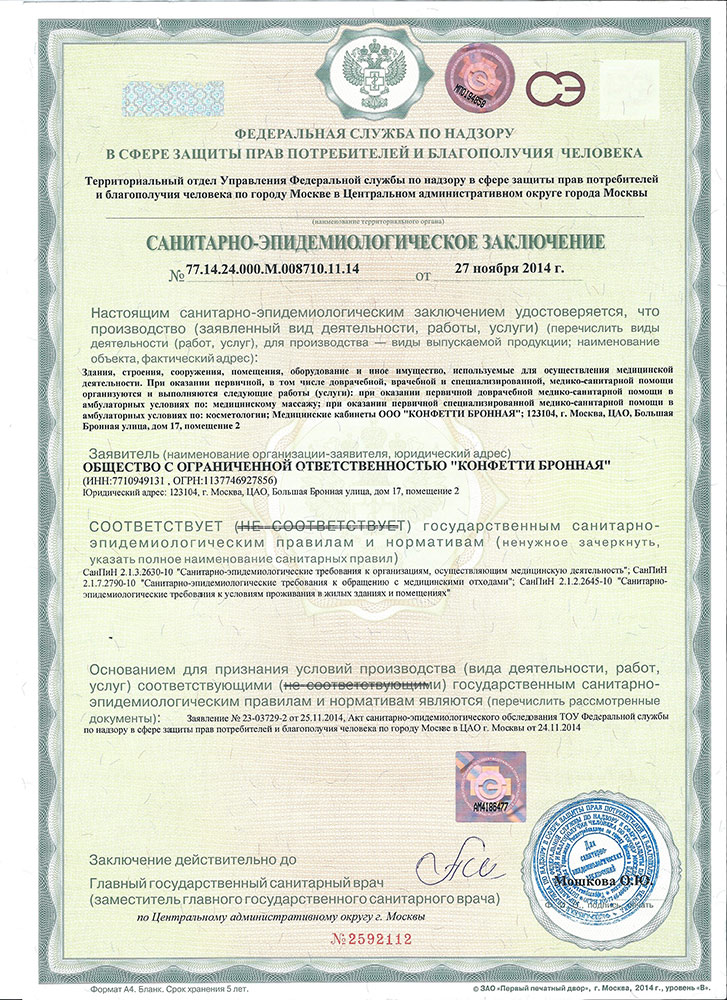 МП0194859
СЭ
ФЕДЕРАЛЬНАЯ СЛУЖБА ПО НАДЗОРУ
В СФЕРЕ ЗАЩИТЫ ПРАВ ПОТРЕБИТЕЛЕЙ И БЛАГОПОЛУЧИЯ ЧЕЛОВЕКА
Территориальный отдел Управления Федеральной службы по надзору в сфере защиты прав потребителей
и благополучия человека по городу Москве в Центральном административном округе города Москвы
(наименование территориального органа)
САНИТАРНО-ЭПИДЕМИОЛОГИЧЕСКОЕ ЗАКЛЮЧЕНИЕ
№ 77.14.24.000.М.008710.11.14 от 27 ноября 2014 г.
Настоящим санитарно-эпидемиологическим заключением удостоверяется, что
производство (заявленный вид деятельности, работы, услуги) (перечислить виды
деятельности (работ, услуг), для производства — виды выпускаемой продукции; наименование
объекта, фактический адрес):
Здания, строения, сооружения, помещения, оборудование и иное имущество, используемые для осуществления медицинской
деятельности. При оказании первичной, в том числе доврачебной, врачебной и специализированной, медико-санитарной помощи
организуются и выполняются следующие работы (услуги): при оказании первичной доврачебной медико-санитарной помощи в
амбулаторных условиях по: медицинскому массажу; при оказании первичной специализированной медико-санитарной помощи в
амбулаторных условиях по: косметологии; Медицинские кабинеты ООО "КОНФЕТТИ БРОННАЯ"; 123104, г. Москва, ЦАО, Большая
Бронная улица, дом 17, помещение 2
Заявитель (наименование организации-заявителя, юридический адрес)
ОБЩЕСТВО С ОГРАНИЧЕННОЙ ОТВЕТСТВЕННОСТЬЮ "КОНФЕТТИ БРОННАЯ"
(ИНН:7710949131 , ОГРН:1137746927856)
Юридический адрес: 123104, г. Москва, ЦАО, Большая Бронная улица, дом 17, помещение 2
СООТВЕТСТВУЕТ (НЕ СООТВЕТСТВУЕТ) государственным санитарно-
эпидемиологическим правилам и нормативам (ненужное зачеркнуть,
указать полное наименование санитарных правил)
СанПиН 2.1.3.2630-10 "Санитарно-эпидемиологические требования к организациям, осуществляющим медицинскую деятельность"; СанПиН
2.1.7.2790-10 "Санитарно-эпидемиологические требования к обращению с медицинскими отходами"; СанПиН 2.1.2.2645-10 "Санитарно-
эпидемиологические требования к условиям проживания в жилых зданиях и помещениях"
Основанием для признания условий производства (вида деятельности, работ,
услуг) соответствующими (не соответствующими) государственным санитарно-
эпидемиологическим правилам и нормативам являются (перечислить рассмотренные
документы): Заявление № 23-03729-2 от 25.11.2014, Акт санитарно-эпидемиологического обследования ТОУ Федеральной службы
по надзору в сфере защиты прав потребителей и благополучия человека по городу Москве в ЦАО г. Москвы от 24.11.2014
АМ4186477
Заключение действительно до
Главный государственный санитарный врач
(заместитель главного государственного санитарного врача)
по Центральному административному округу г. Москвы
Для
санитарно-
эпидемиологических
заключений
Мошкова О.Ю.
подпись, печать
№2592112
Формат А4. Бланк. Срок хранения 5 лет.
© ЗАО «Первый печатный двор», г. Москва, 2014 г., уровень «В».